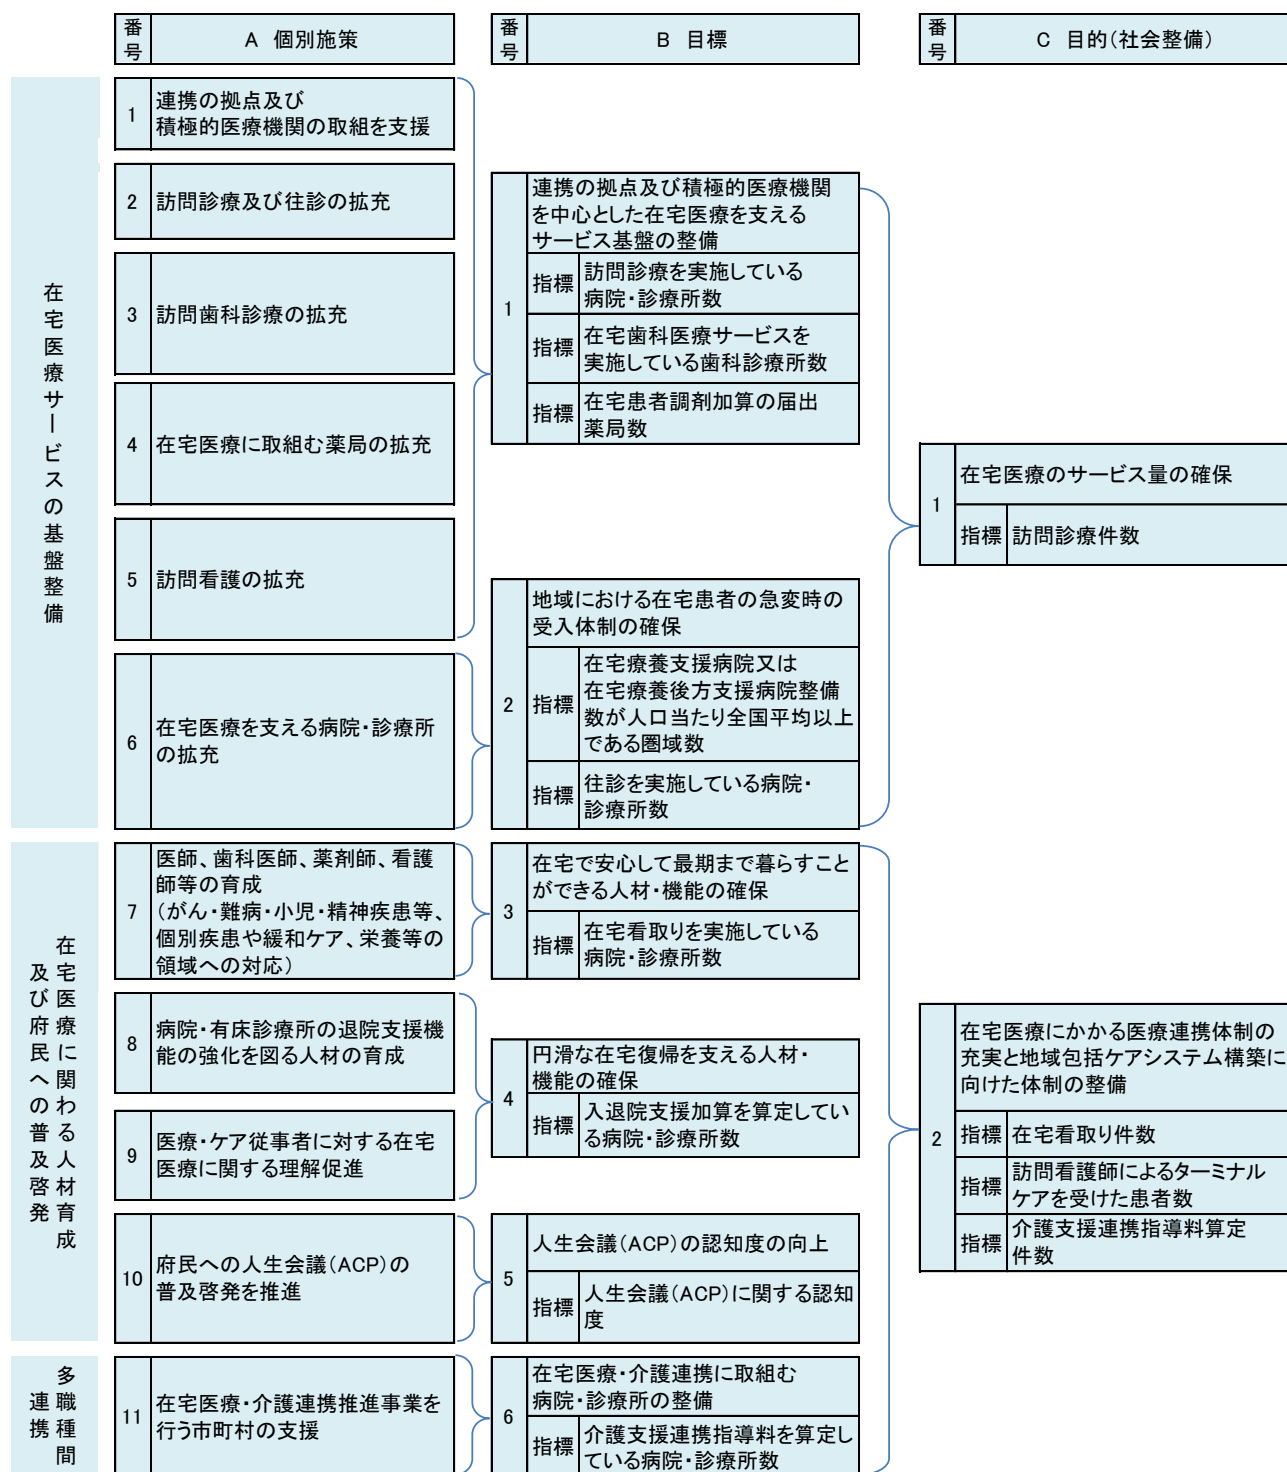 番号
A 個別施策
番号
B 目標
番号
C 目的(社会整備)
在宅医療サービスの基盤整備
1
連携の拠点及び
積極的医療機関の取組を支援
2
訪問診療及び往診の拡充
3
訪問歯科診療の拡充
4
在宅医療に取組む薬局の拡充
5
訪問看護の拡充
6
在宅医療を支える病院・診療所
の拡充
在宅医療に関わる人材育成
及び府民への普及啓発
7
医師、歯科医師、薬剤師、看護
師等の育成
(がん・難病・小児・精神疾患等、
個別疾患や緩和ケア、栄養等の
領域への対応)
8
病院・有床診療所の退院支援機
能の強化を図る人材の育成
9
医療・ケア従事者に対する在宅
医療に関する理解促進
10
府民への人生会議(ACP)の
普及啓発を推進
多職種間
連携
11
在宅医療・介護連携推進事業を
行う市町村の支援
1
連携の拠点及び積極的医療機関
を中心とした在宅医療を支える
サービス基盤の整備
指標
訪問診療を実施している
病院・診療所数
指標
在宅歯科医療サービスを
実施している歯科診療所数
指標
在宅患者調剤加算の届出
薬局数
2
地域における在宅患者の急変時の
受入体制の確保
指標
在宅療養支援病院又は
在宅療養後方支援病院整備
数が人口当たり全国平均以上
である圏域数
指標
往診を実施している病院・
診療所数
3
在宅で安心して最期まで暮らすこと
ができる人材・機能の確保
指標
在宅看取りを実施している
病院・診療所数
4
円滑な在宅復帰を支える人材・
機能の確保
指標
入退院支援加算を算定してい
る病院・診療所数
5
人生会議(ACP)の認知度の向上
指標
人生会議(ACP)に関する認知
度
6
在宅医療・介護連携に取組む
病院・診療所の整備
指標
介護支援連携指導料を算定し
ている病院・診療所数
1
在宅医療のサービス量の確保
指標
訪問診療件数
2
在宅医療にかかる医療連携体制の
充実と地域包括ケアシステム構築に
向けた体制の整備
指標
在宅看取り件数
指標
訪問看護師によるターミナル
ケアを受けた患者数
指標
介護支援連携指導料算定
件数